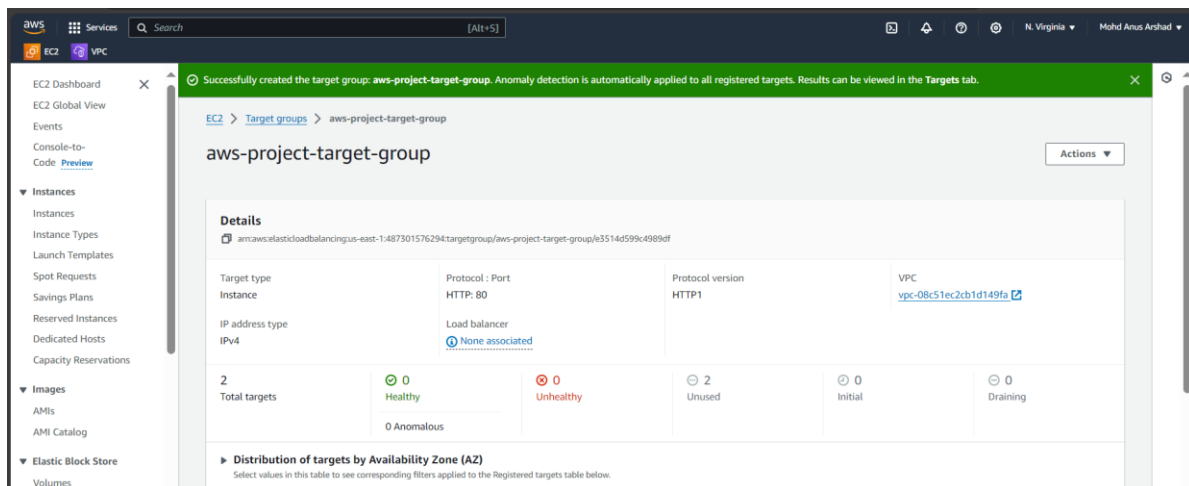 aws
Services
Search
[Alt+S]
N. Virginia
Mohd Anus Arshad
EC2
VPC
EC2 Dashboard
EC2 Global View
Events
Console-to-
Code Preview
Instances
Instances
Instance Types
Launch Templates
Spot Requests
Savings Plans
Reserved Instances
Dedicated Hosts
Capacity Reservations
Images
AMIs
AMI Catalog
Elastic Block Store
Volumes
Successfully created the target group: aws-project-target-group. Anomaly detection is automatically applied to all registered targets. Results can be viewed in the Targets tab.
EC2 > Target groups > aws-project-target-group
aws-project-target-group
Actions
Details
arn:aws:elasticloadbalancing:us-east-1:487301576294:targetgroup/aws-project-target-group/e3514d599c4989df
Target type
Instance
Protocol : Port
HTTP: 80
Protocol version
HTTP1
VPC
vpc-08c51ec2cb1d149fa
IP address type
IPv4
Load balancer
None associated
2
Total targets
0
Healthy
0 Anomalous
0
Unhealthy
2
Unused
0
Initial
0
Draining
Distribution of targets by Availability Zone (AZ)
Select values in this table to see corresponding filters applied to the Registered targets table below.